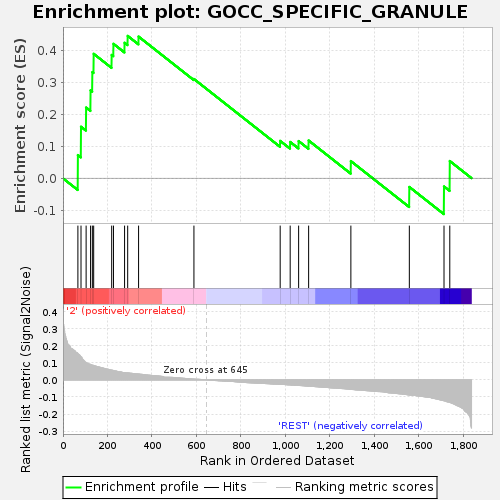 Enrichment plot: GOCC_SPECIFIC_GRANULE
Enrichment score (ES)
0.4
0.3
0.2
0.1
0.0
-0.1
'2' (positively correlated)
Ranked list metric (Signal2Noise)
0.4
0.3
0.2
0.1
0.0
-0.1
-0.2
-0.3
Zero cross at 645
'REST' (negatively correlated)
0 200 400 600 800 1,000 1,200 1,400 1,600 1,800
Rank in Ordered Dataset
Enrichment profile Hits Ranking metric scores